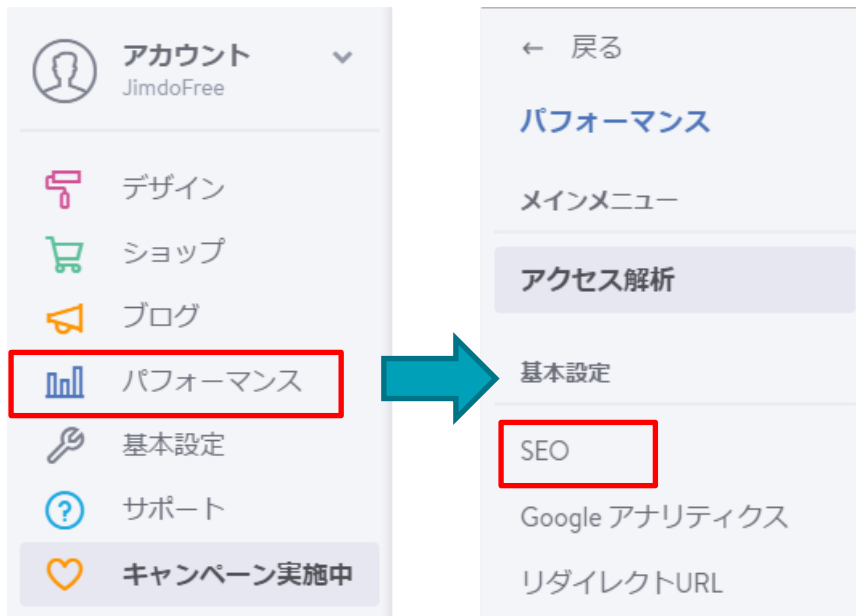 アカウント
JimdoFree
デザイン
ショップ
ブログ
パフォーマンス
基本設定
サポート
キャンペーン実施中
← 戻る
パフォーマンス
メインメニュー
アクセス解析
基本設定
SEO
Google アナリティクス
リダイレクトURL